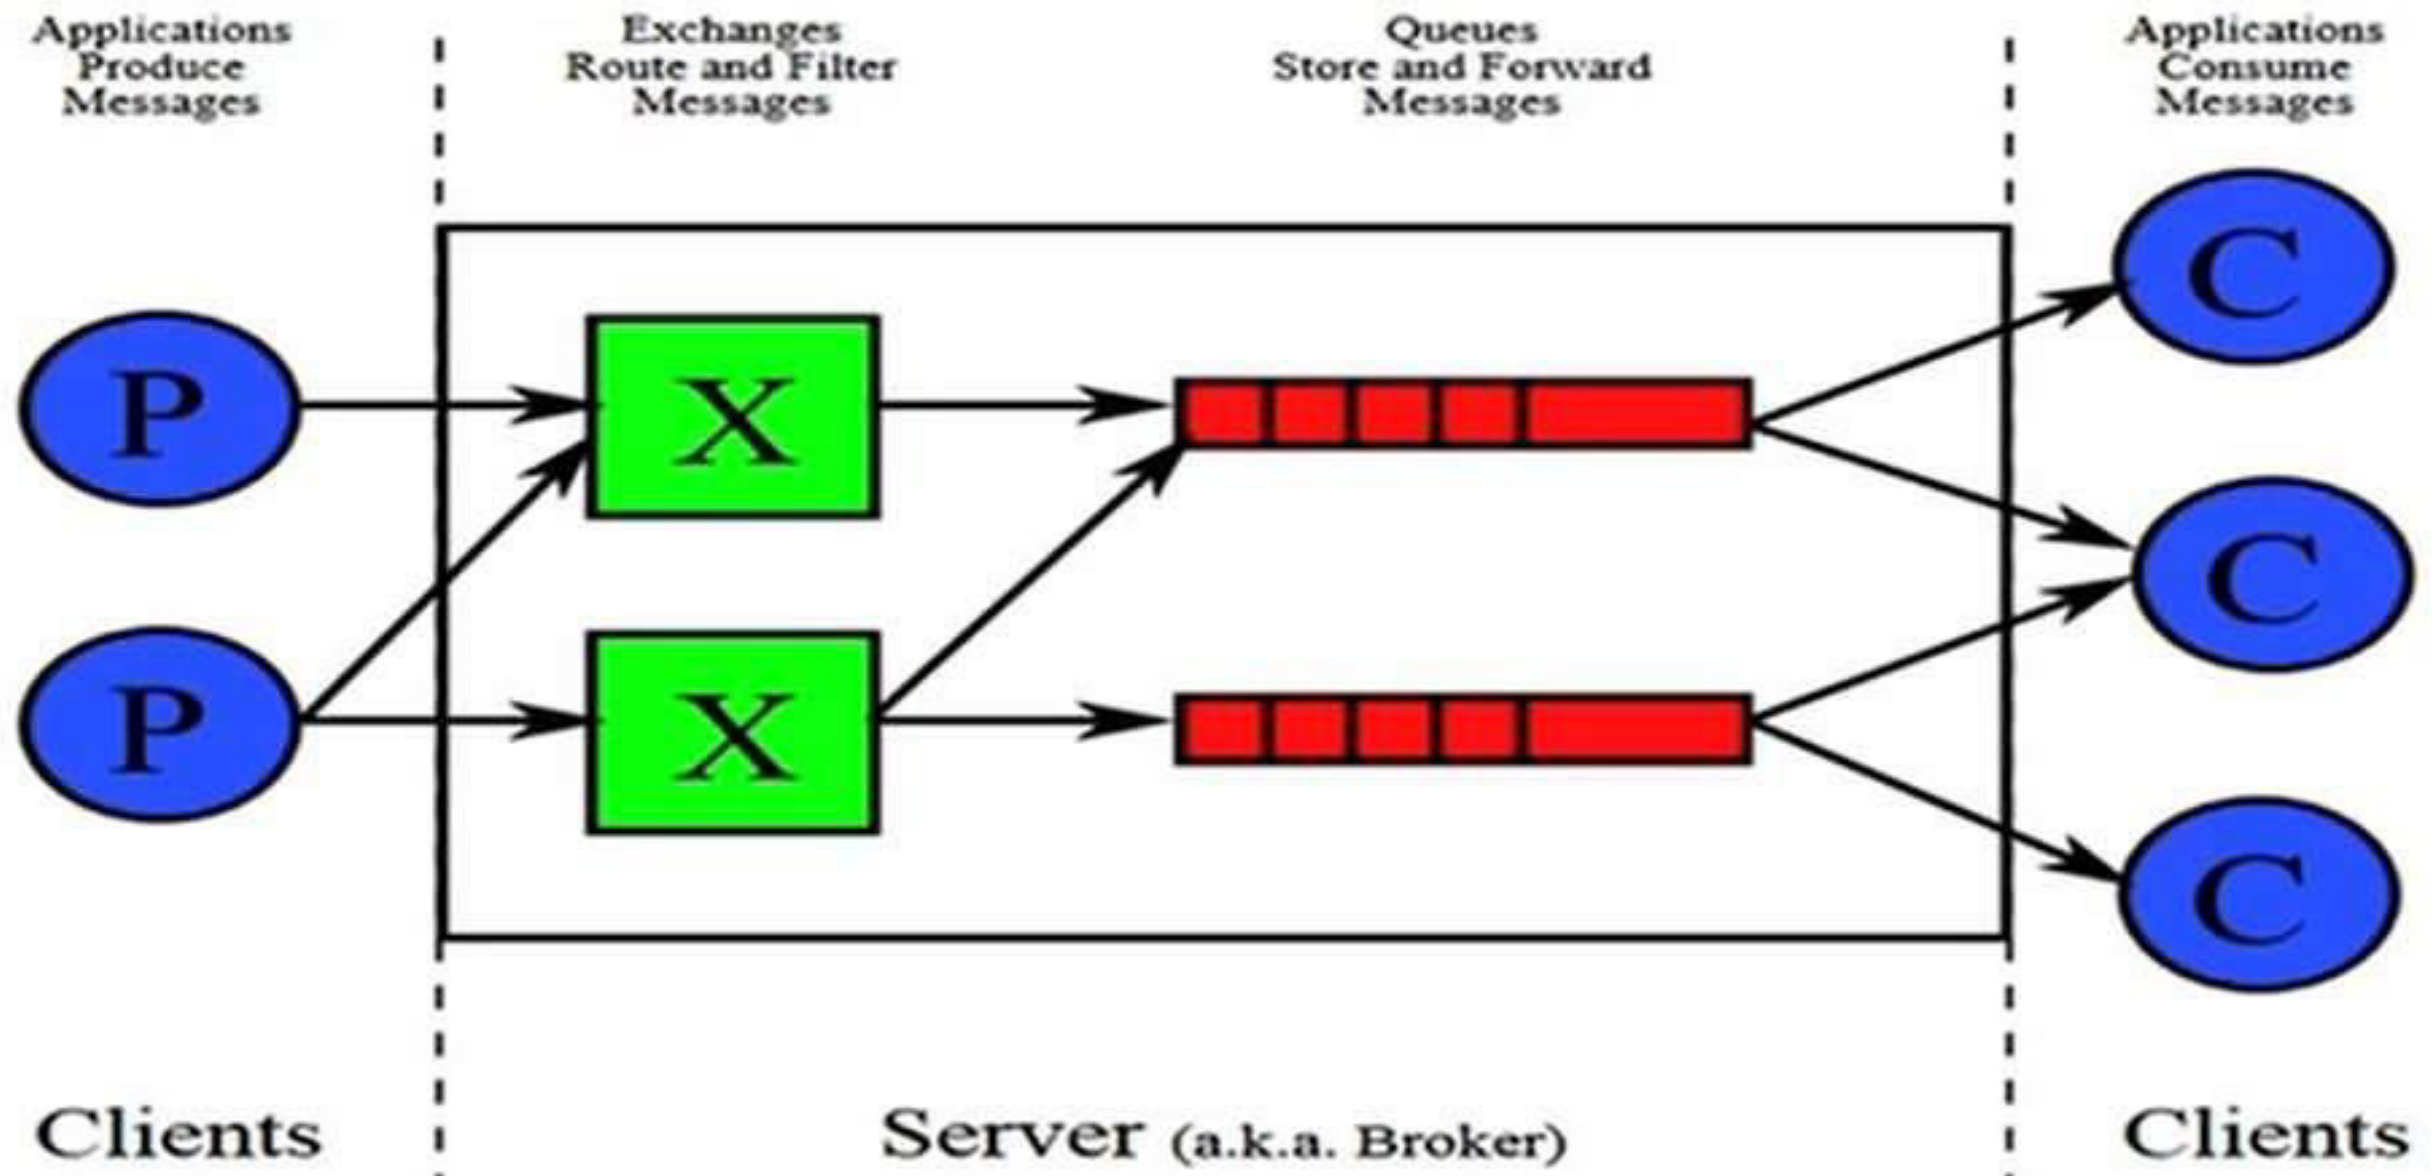 Applications
Produce
Messages
Exchanges
Route and Filter
Messages
Queues
Store and Forward
Messages
Applications
Consume
Messages
P
X
C
C
P
X
C
Clients
Server (a.k.a. Broker)
Clients